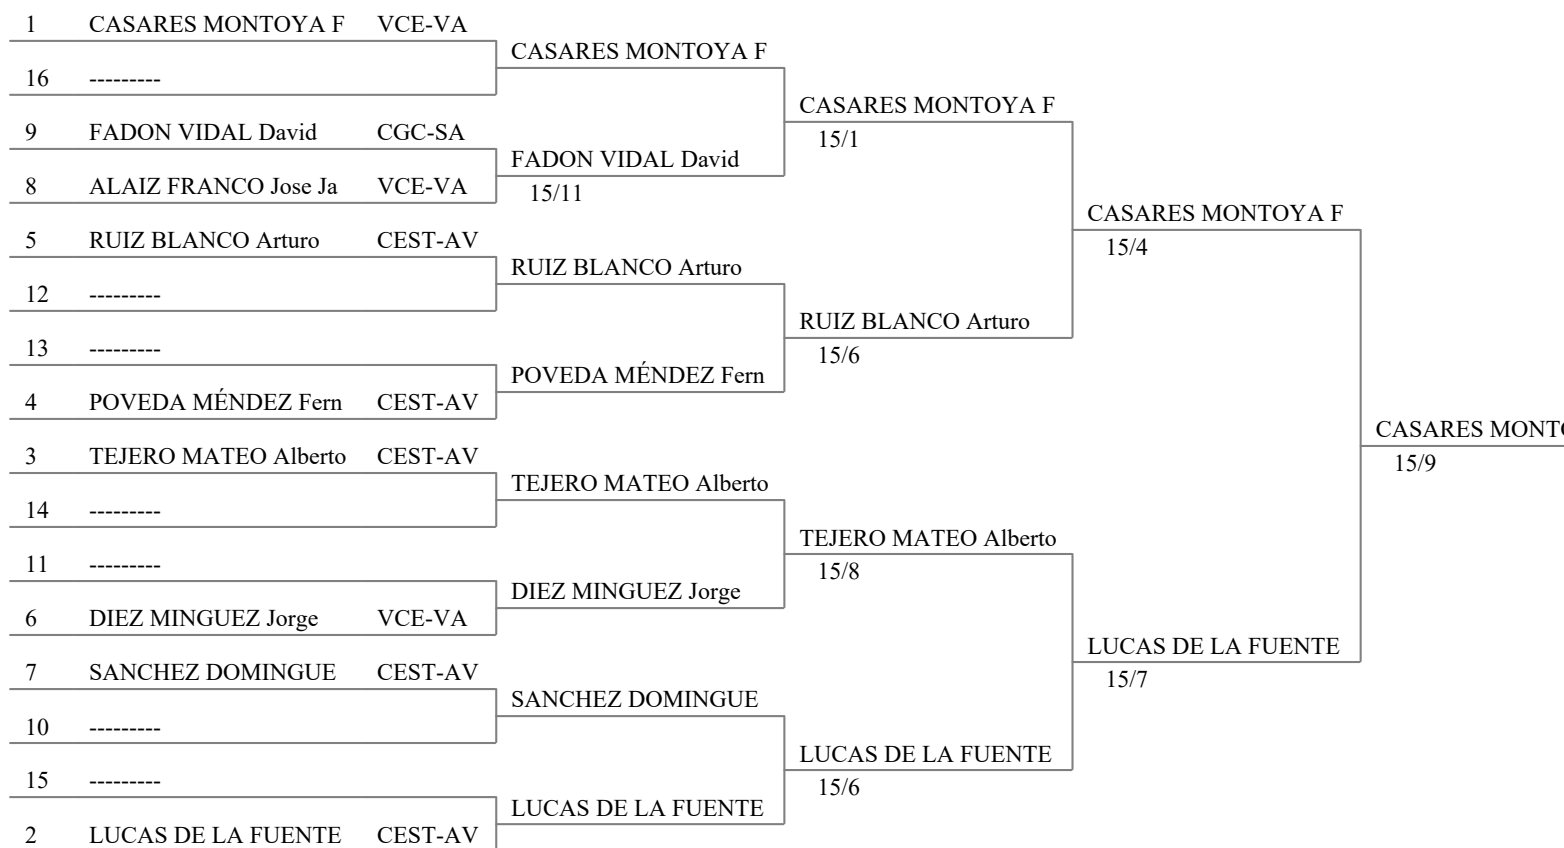 1 CASARES MONTOYA F VCE-VA
CASARES MONTOYA F
16 ---------
CASARES MONTOYA F
15/1
9 FADON VIDAL David CGC-SA
FADON VIDAL David
15/11
8 ALAIZ FRANCO Jose Ja VCE-VA
CASARES MONTOYA F
15/4
5 RUIZ BLANCO Arturo CEST-AV
RUIZ BLANCO Arturo
12 ---------
RUIZ BLANCO Arturo
15/6
13 ---------
POVEDA MÉNDEZ Fern
4 POVEDA MÉNDEZ Fern CEST-AV
CASARES MONTO
15/9
3 TEJERO MATEO Alberto CEST-AV
TEJERO MATEO Alberto
14 ---------
TEJERO MATEO Alberto
15/8
11 ---------
DIEZ MINGUEZ Jorge
6 DIEZ MINGUEZ Jorge VCE-VA
LUCAS DE LA FUENTE
15/7
7 SANCHEZ DOMINGUE CEST-AV
SANCHEZ DOMINGUE
10 ---------
LUCAS DE LA FUENTE
15/6
15 ---------
LUCAS DE LA FUENTE
2 LUCAS DE LA FUENTE CEST-AV